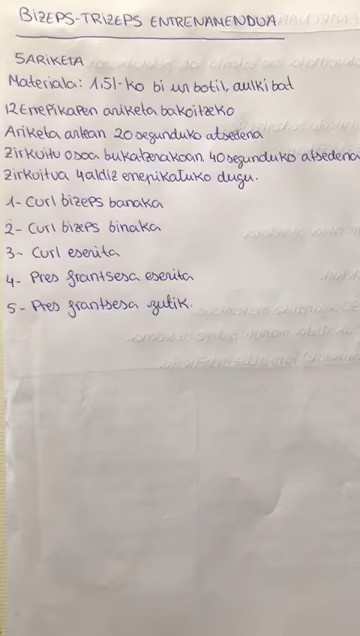 BIZEPS-TRIZEPS ENTRENAMENDUA
5ARIKETA
Materiala: 1,5l-ko bi ur botil, aulki bat
12 Errepikapen ariketa bakoitzeko
Ariketa artean 20 segunduko atsedena
Zirkuitu osoa bukatzerakoan 40 segunduko atsedena
Zirkuitua 4 aldiz errepikatuko dugu.
1- Curl bizeps banaka
2- Curl bizeps binaka
3- Curl eserita
4- Pres frantsesa eserita
5- Pres frantsesa zutik.